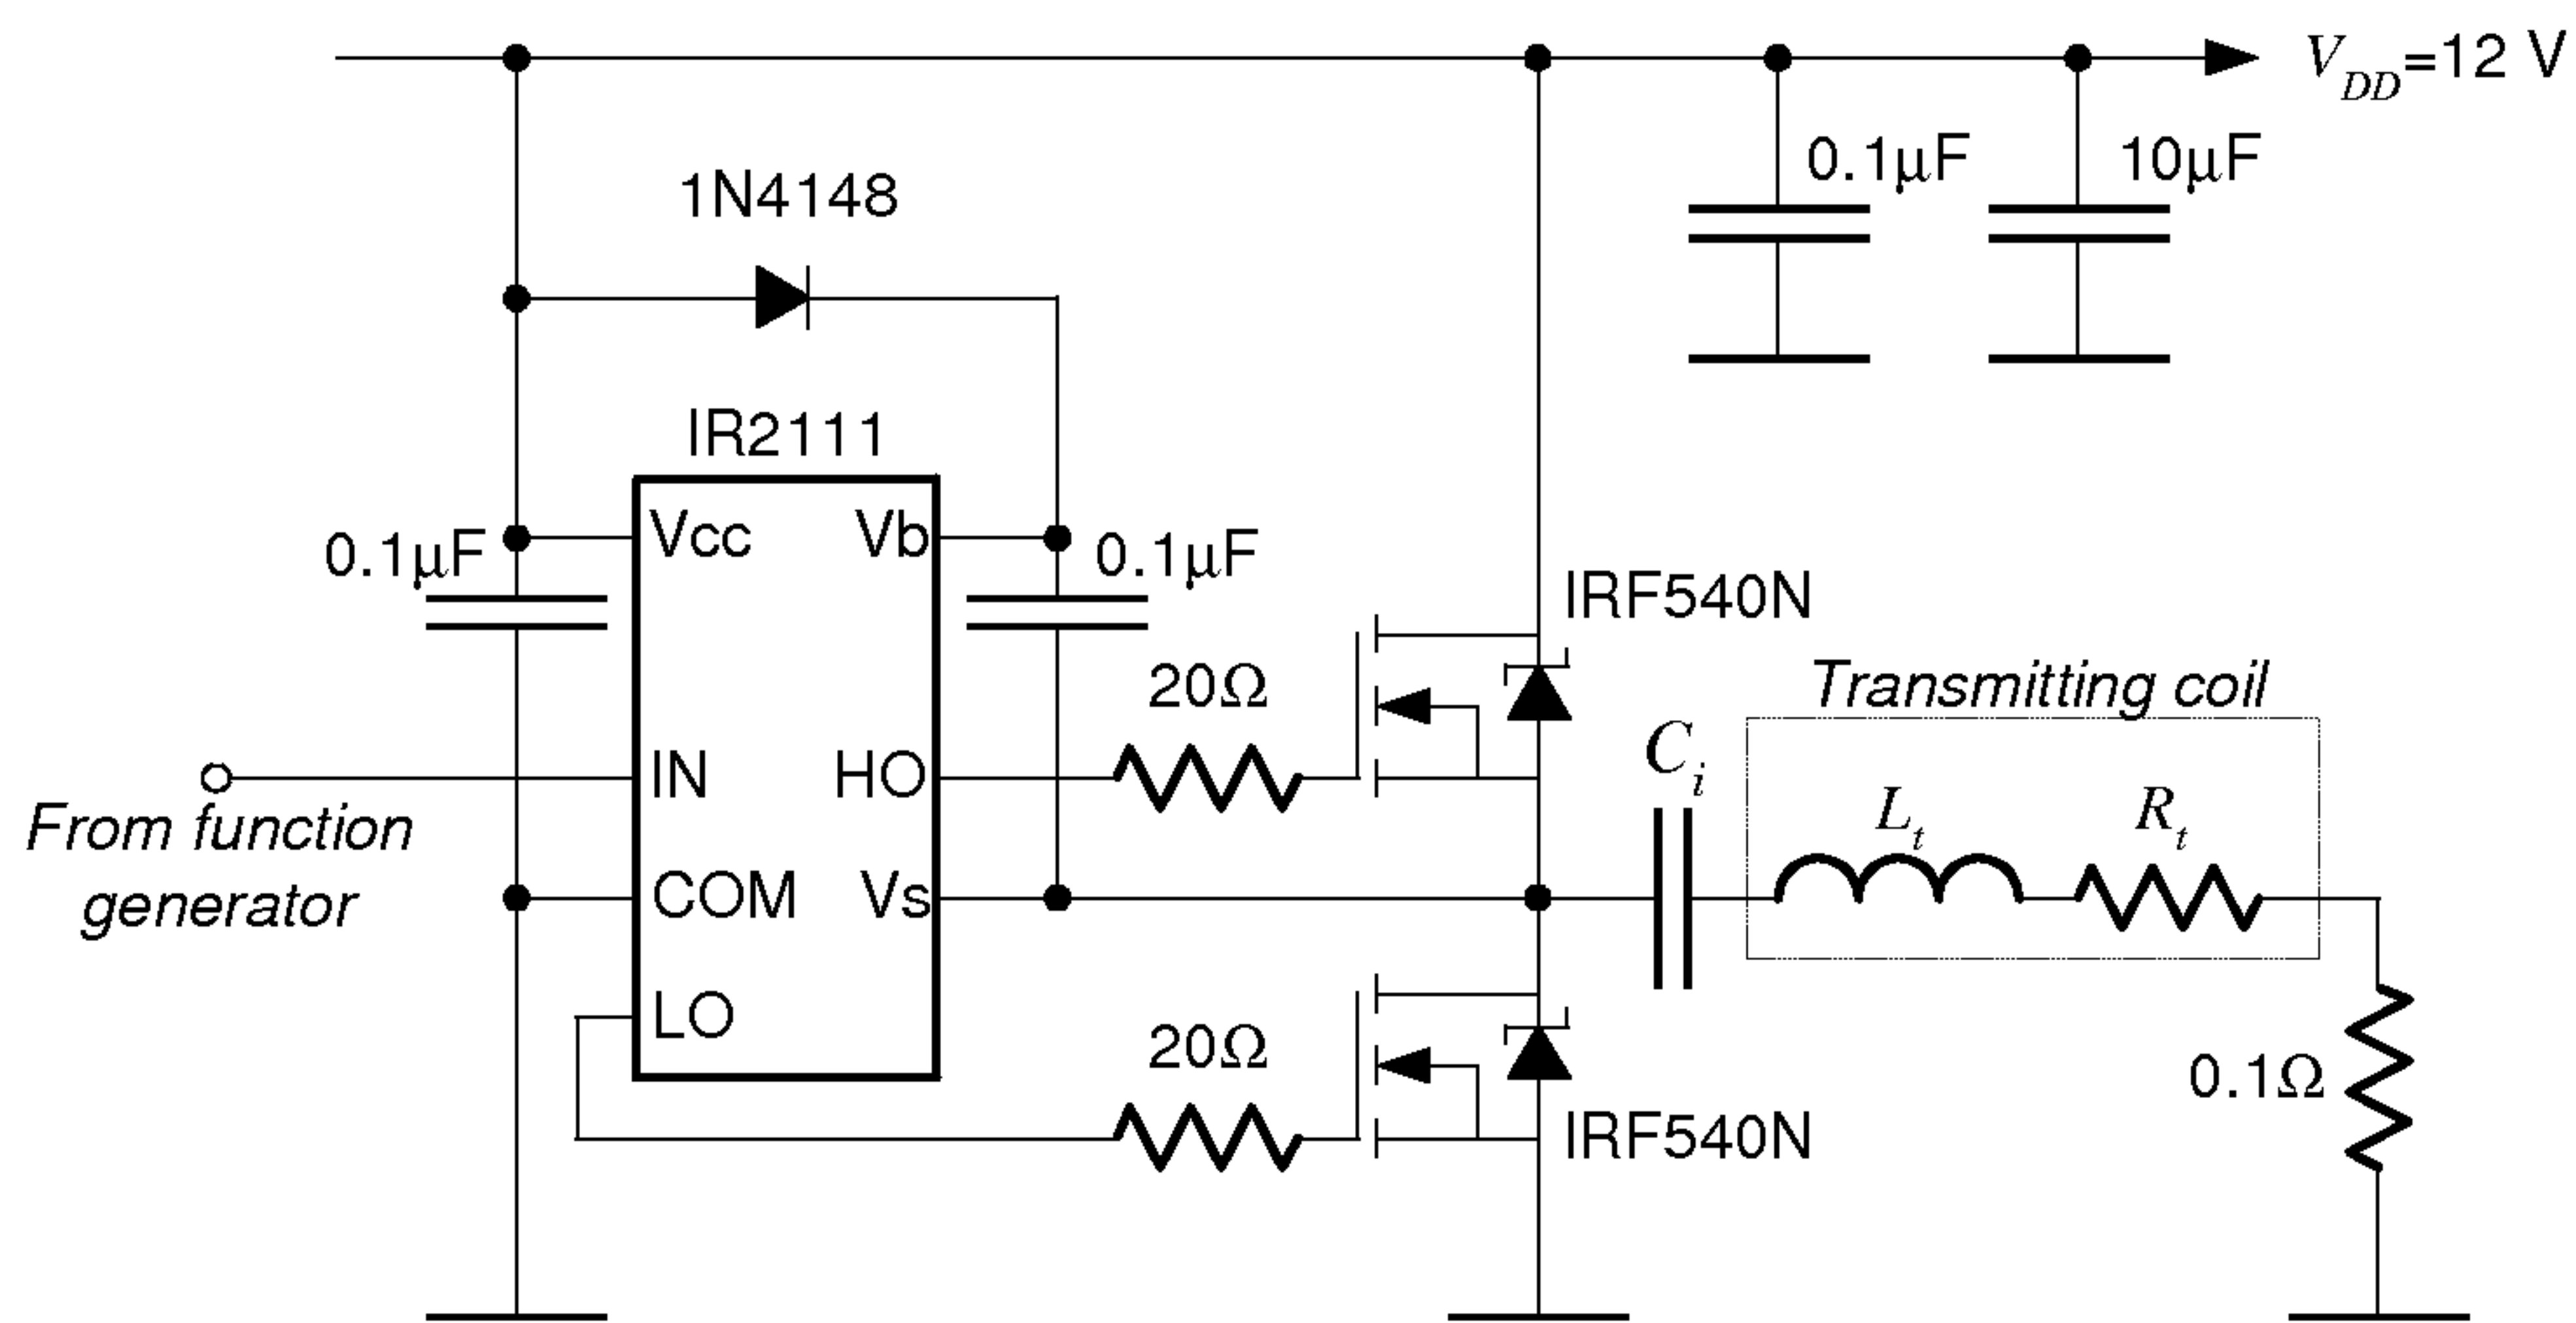 V_DD=12 V
0.1µF
10µF
1N4148
IR2111
Vcc
Vb
0.1µF
0.1µF
IRF540N
20Ω
Transmitting coil
C_i
IN
HO
L_t
R_t
From function
generator
COM
Vs
LO
20Ω
0.1Ω
IRF540N